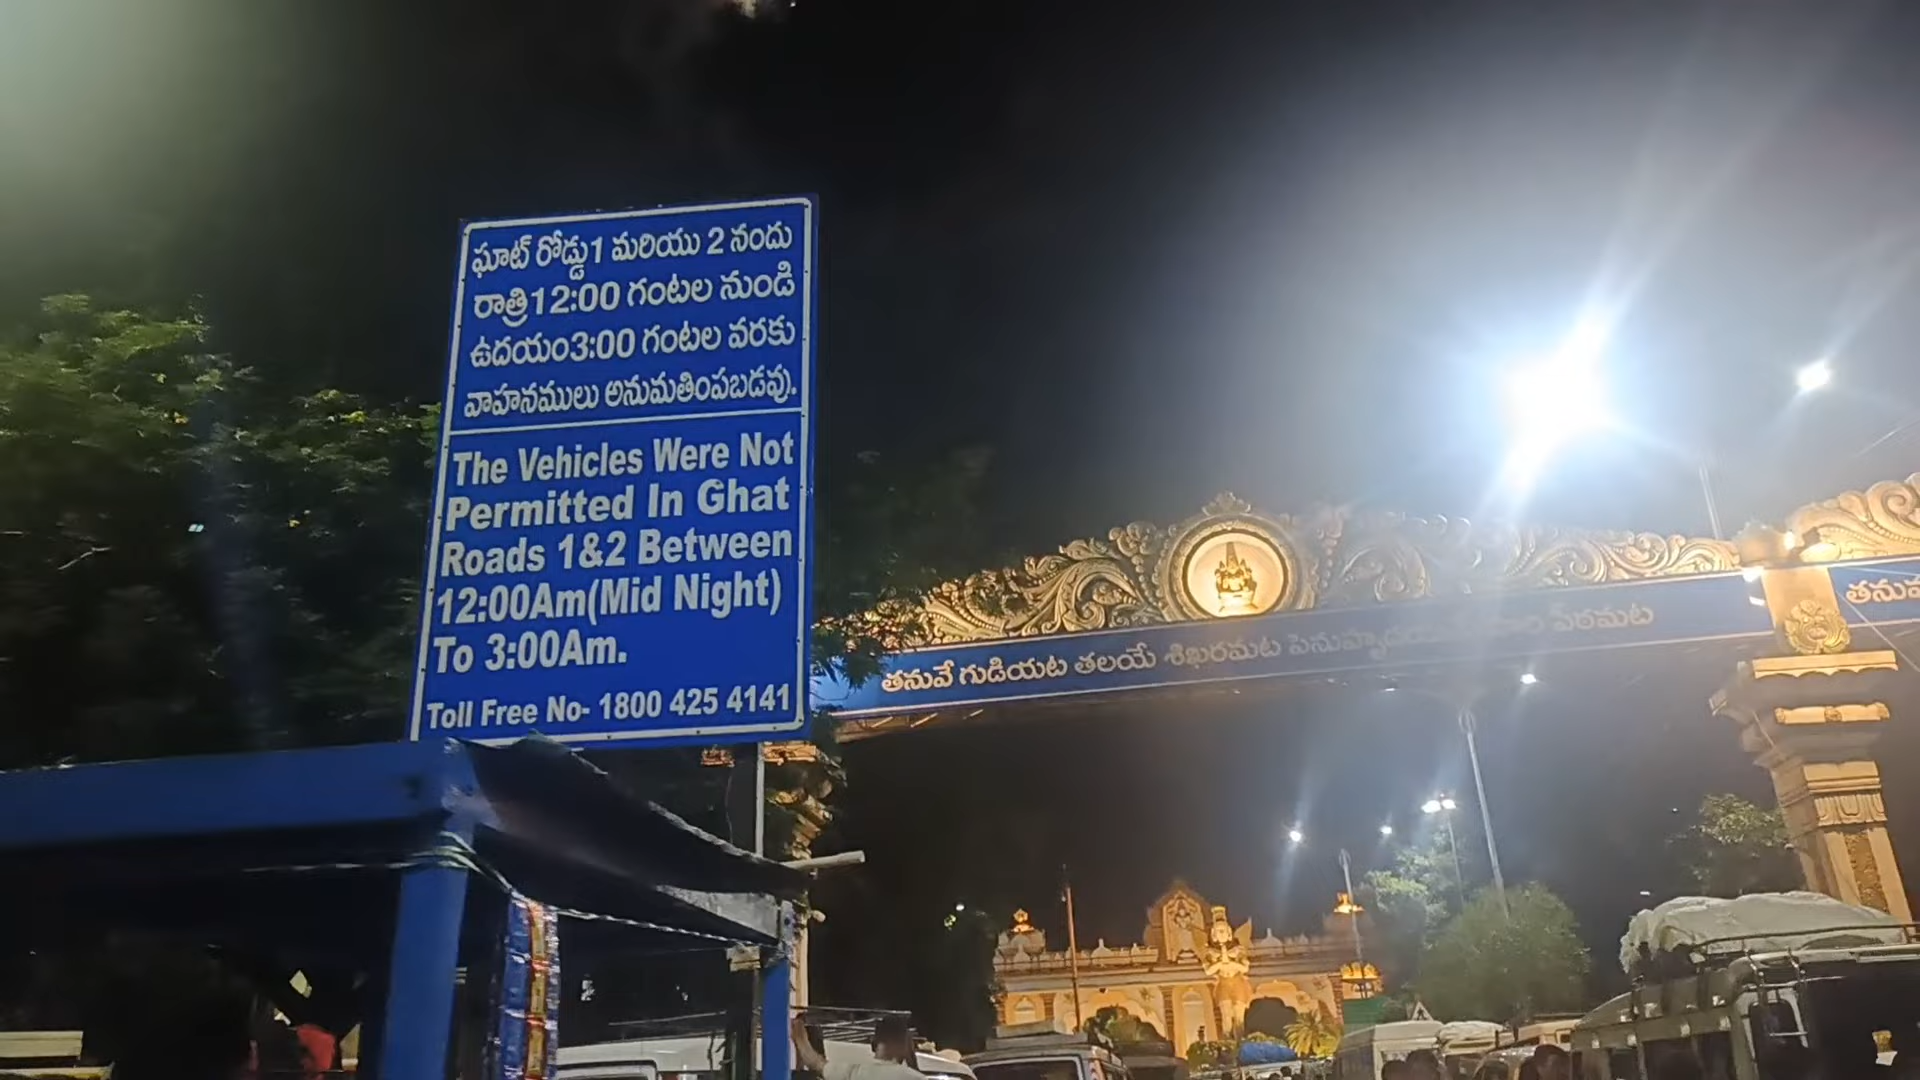 ఘాట్ రోడ్డు1 మరియు 2 నందు
రాత్రి12:00 గంటల నుండి
ఉదయం3:00 గంటల వరకు
వాహనములు అనుమతింపబడవు.
The Vehicles Were Not
Permitted In Ghat
Roads 1&2 Between
12:00Am(Mid Night)
To 3:00Am.
Toll Free No- 1800 425 4141
తనువే గుడియట తలయే శిఖరమట పెనుహృదయమే